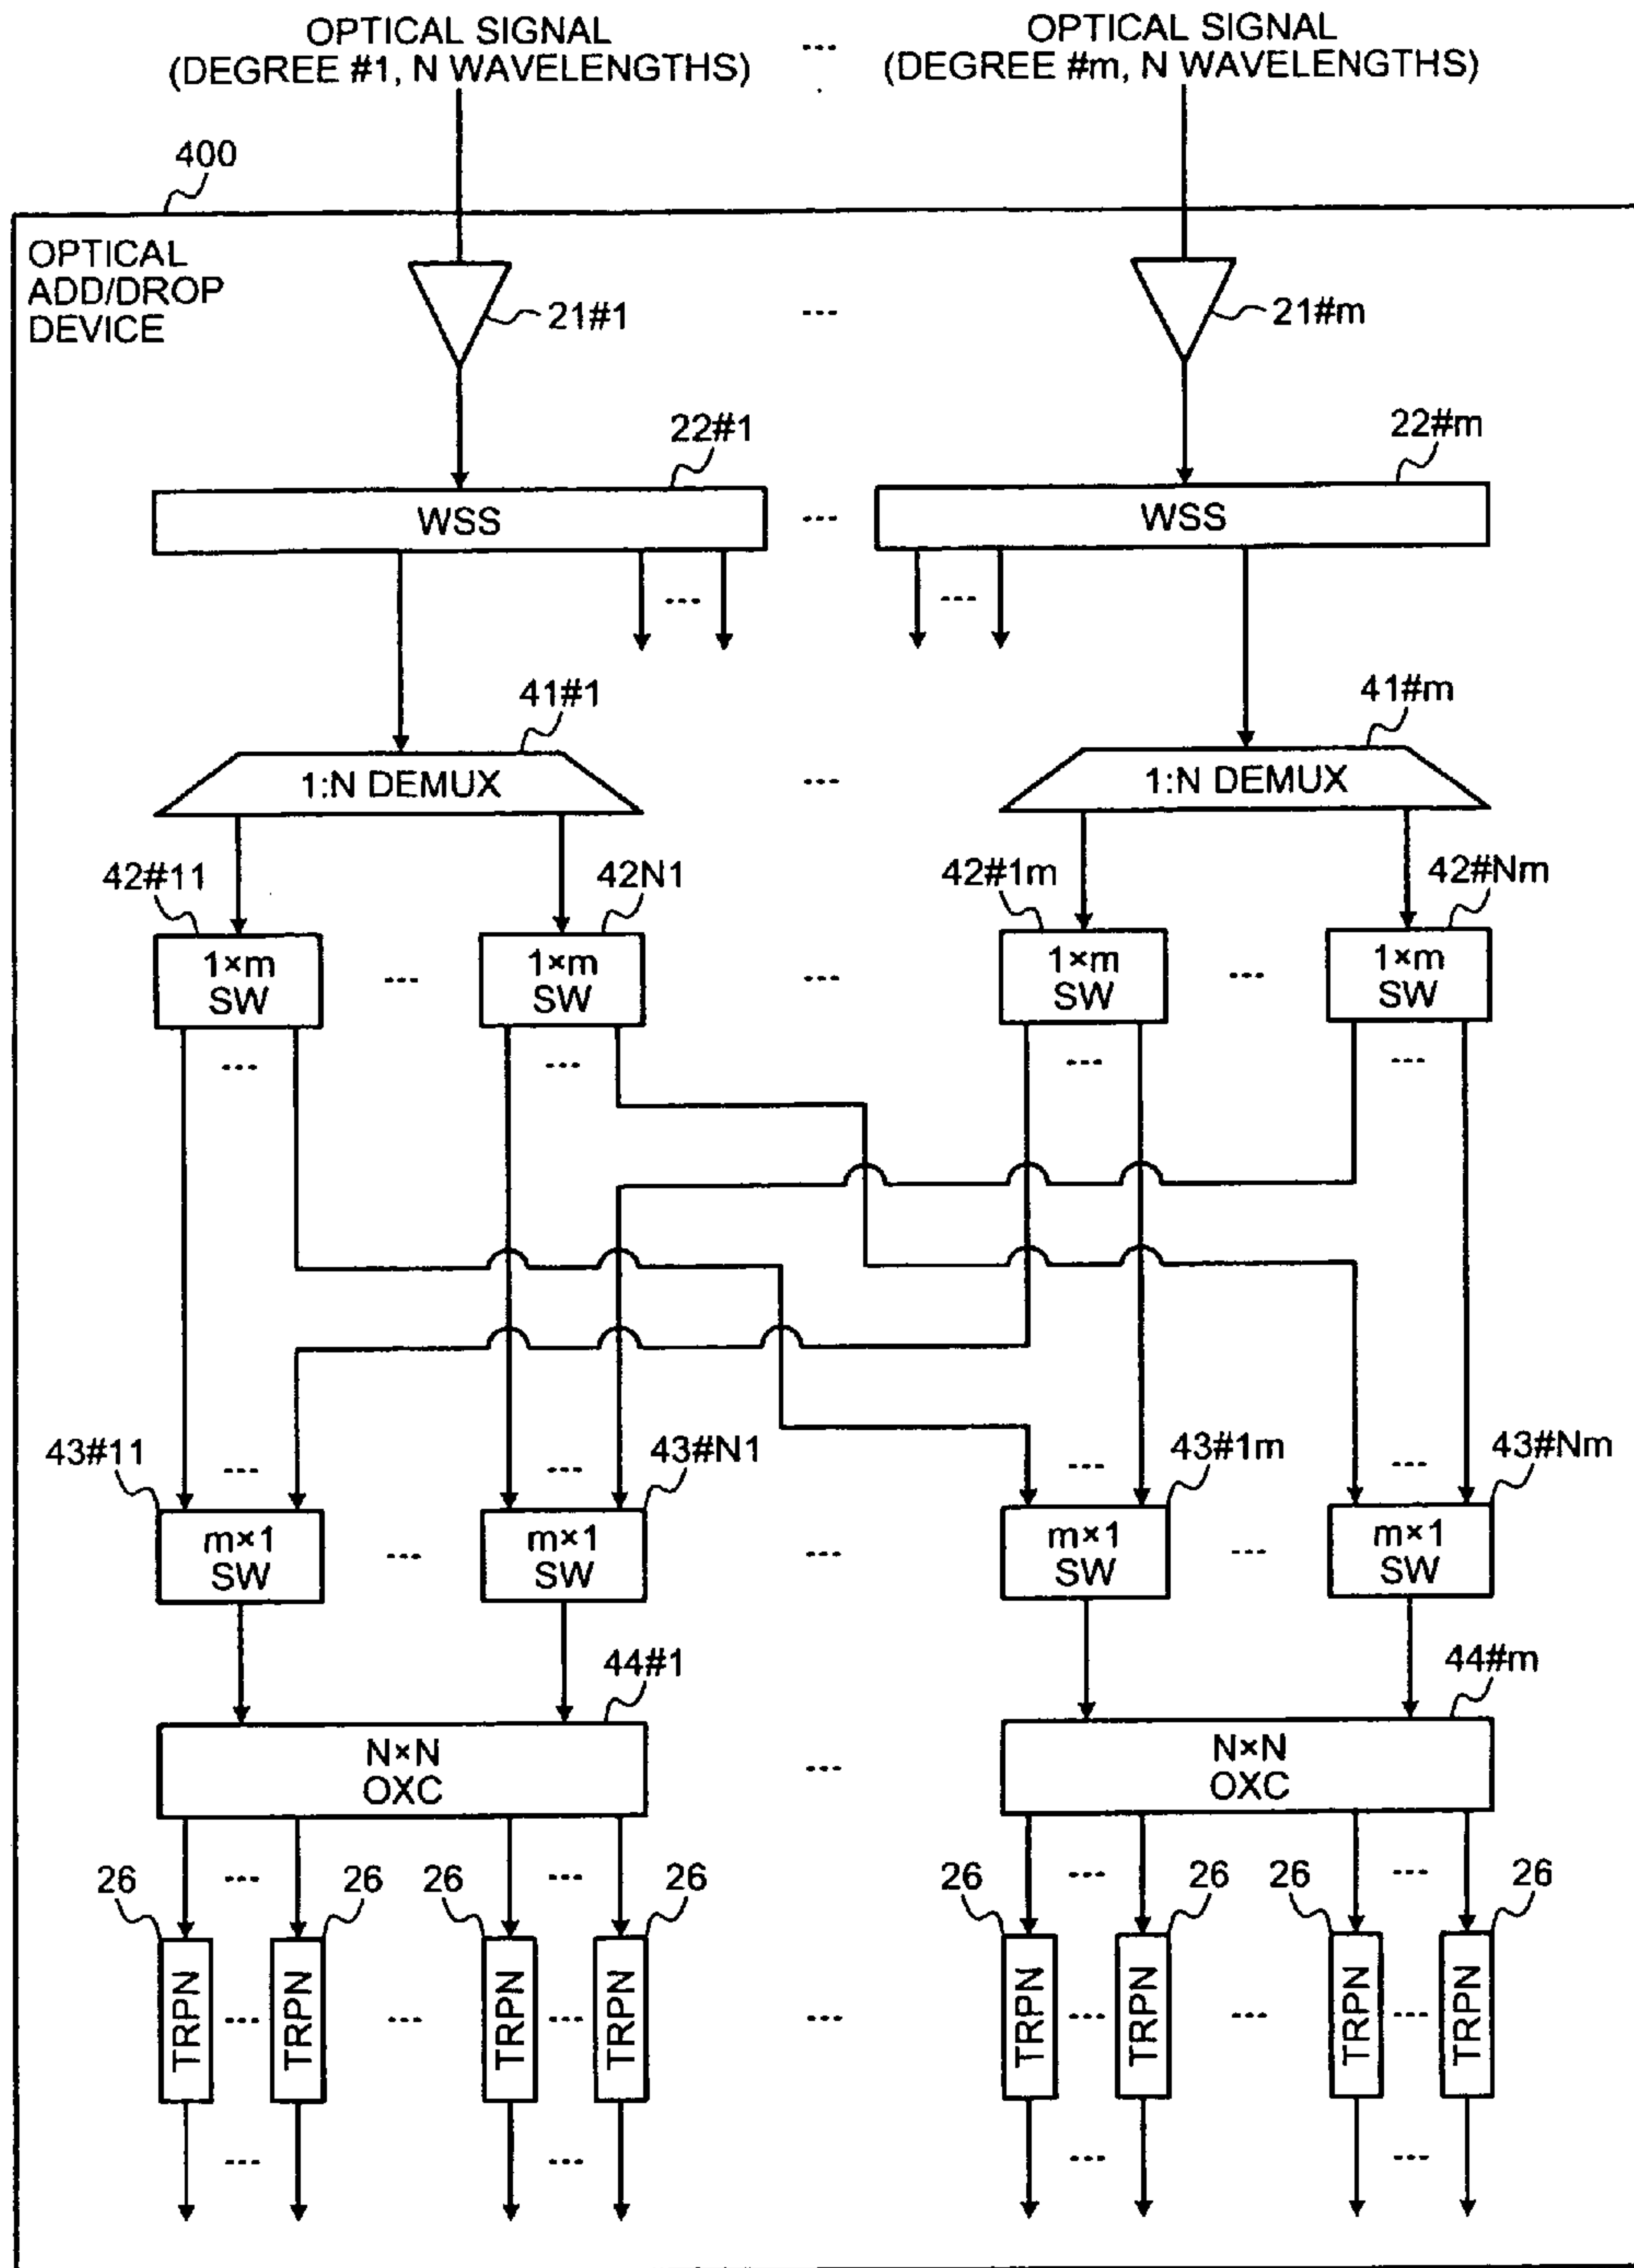 OPTICAL SIGNAL
(DEGREE #1, N WAVELENGTHS)
...
OPTICAL SIGNAL
(DEGREE #m, N WAVELENGTHS)
400
OPTICAL
ADD/DROP
DEVICE
21#1
...
21#m
22#1
22#m
WSS
...
WSS
...
...
41#1
41#m
1:N DEMUX
...
1:N DEMUX
42#11
42N1
42#1m
42#Nm
1×m
SW
...
1×m
SW
...
1×m
SW
...
1×m
SW
...
...
...
...
43#11
...
...
43#N1
...
43#1m
...
43#Nm
m×1
SW
...
m×1
SW
...
m×1
SW
...
m×1
SW
44#1
44#m
N×N
OXC
...
N×N
OXC
26
...
26
26
...
26
26
...
26
26
...
26
TRPN
...
TRPN
...
TRPN
...
TRPN
...
TRPN
...
TRPN
...
TRPN
...
TRPN
...
...
...
...